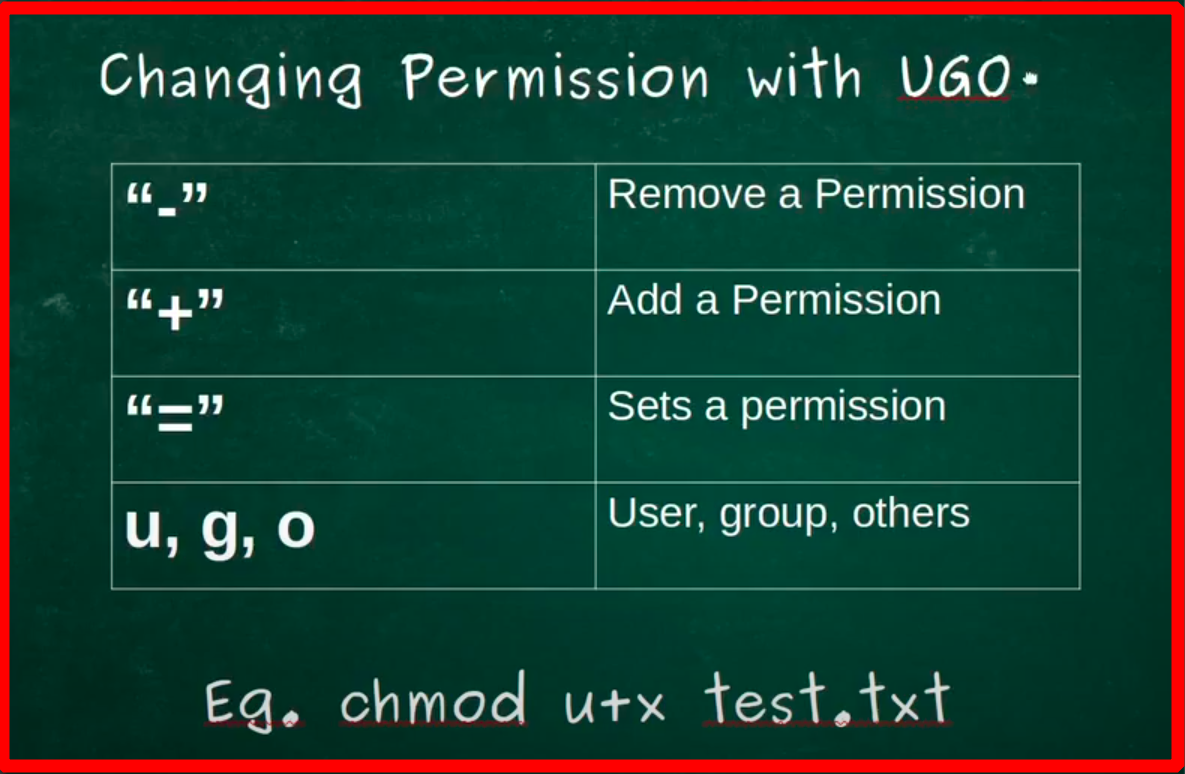 Changing Permission with UGO.
“-” Remove a Permission
“+” Add a Permission
“=” Sets a permission
u, g, o User, group, others
Eg. chmod u+x test.txt